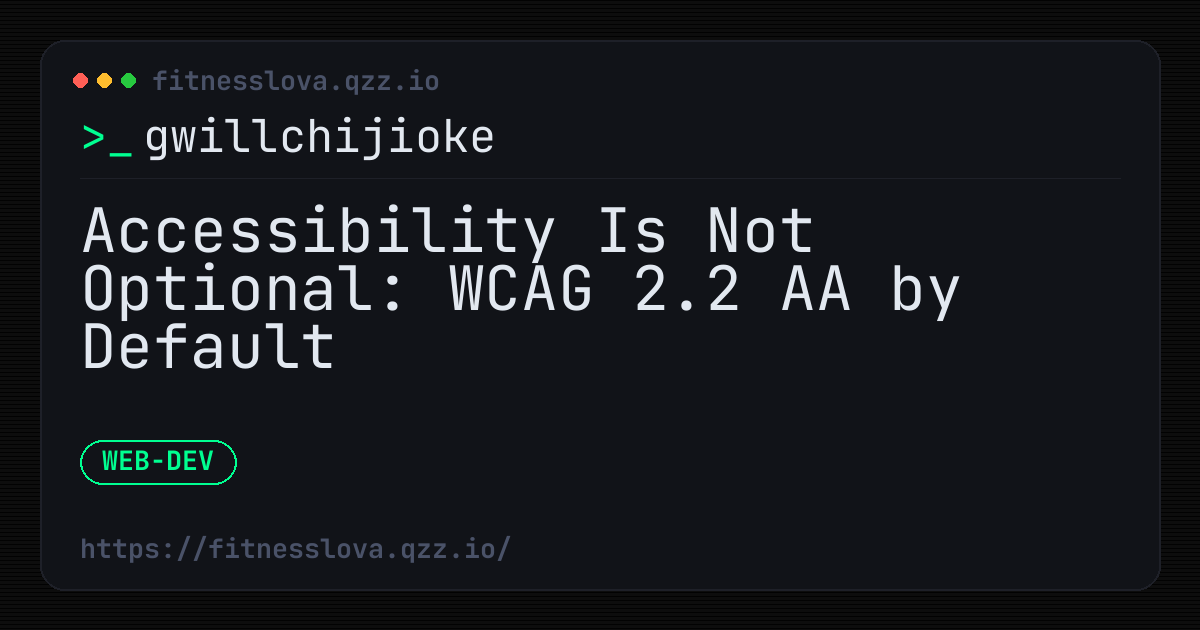 fitnesslova.qzz.io
>_ gwillchijioke
Accessibility Is Not
Optional: WCAG 2.2 AA by
Default
WEB-DEV
https://fitnesslova.qzz.io/